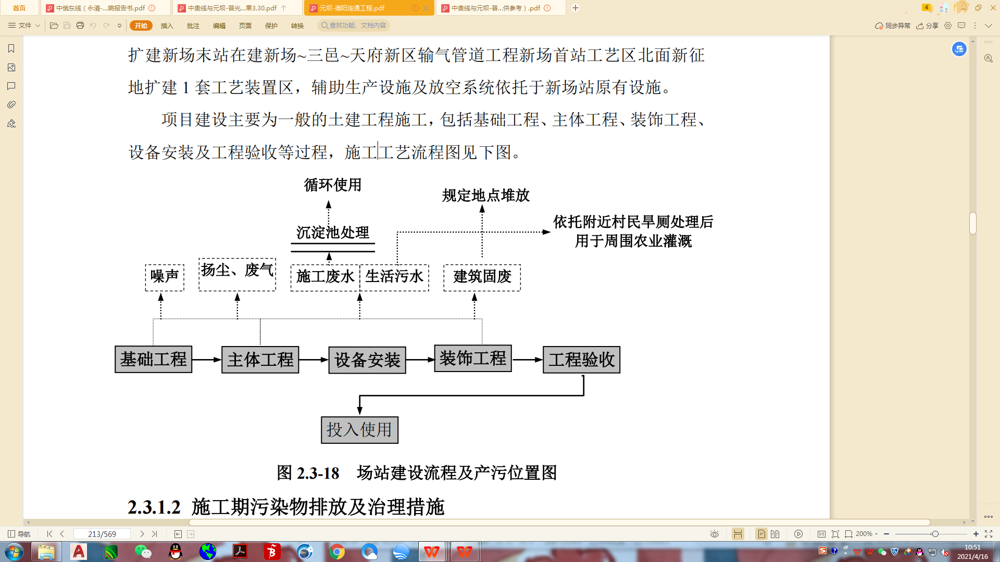 首页
中俄东线（永清-...响报告书.pdf
中贵线与元坝-普光...果3.30.pdf
元坝-德阳连通工程.pdf
中贵线与元坝-普...供参考）.pdf
4
文件
开始
插入
批注
编辑
页面
保护
转换
查找功能、文档内容
同步异常
分享
扩建新场末站在建新场~三邑~天府新区输气管道工程新场首站工艺区北面新征
地扩建 1 套工艺装置区，辅助生产设施及放空系统依托于新场站原有设施。
项目建设主要为一般的土建工程施工，包括基础工程、主体工程、装饰工程、
设备安装及工程验收等过程，施工工艺流程图见下图。
循环使用
规定地点堆放
沉淀池处理
依托附近村民旱厕处理后
用于周围农业灌溉
噪声
扬尘、废气
施工废水
生活污水
建筑固废
基础工程
主体工程
设备安装
装饰工程
工程验收
投入使用
图 2.3-18 场站建设流程及产污位置图
2.3.1.2 施工期污染物排放及治理措施
导航
213/569
1:1
200%
10:51
2021/4/16